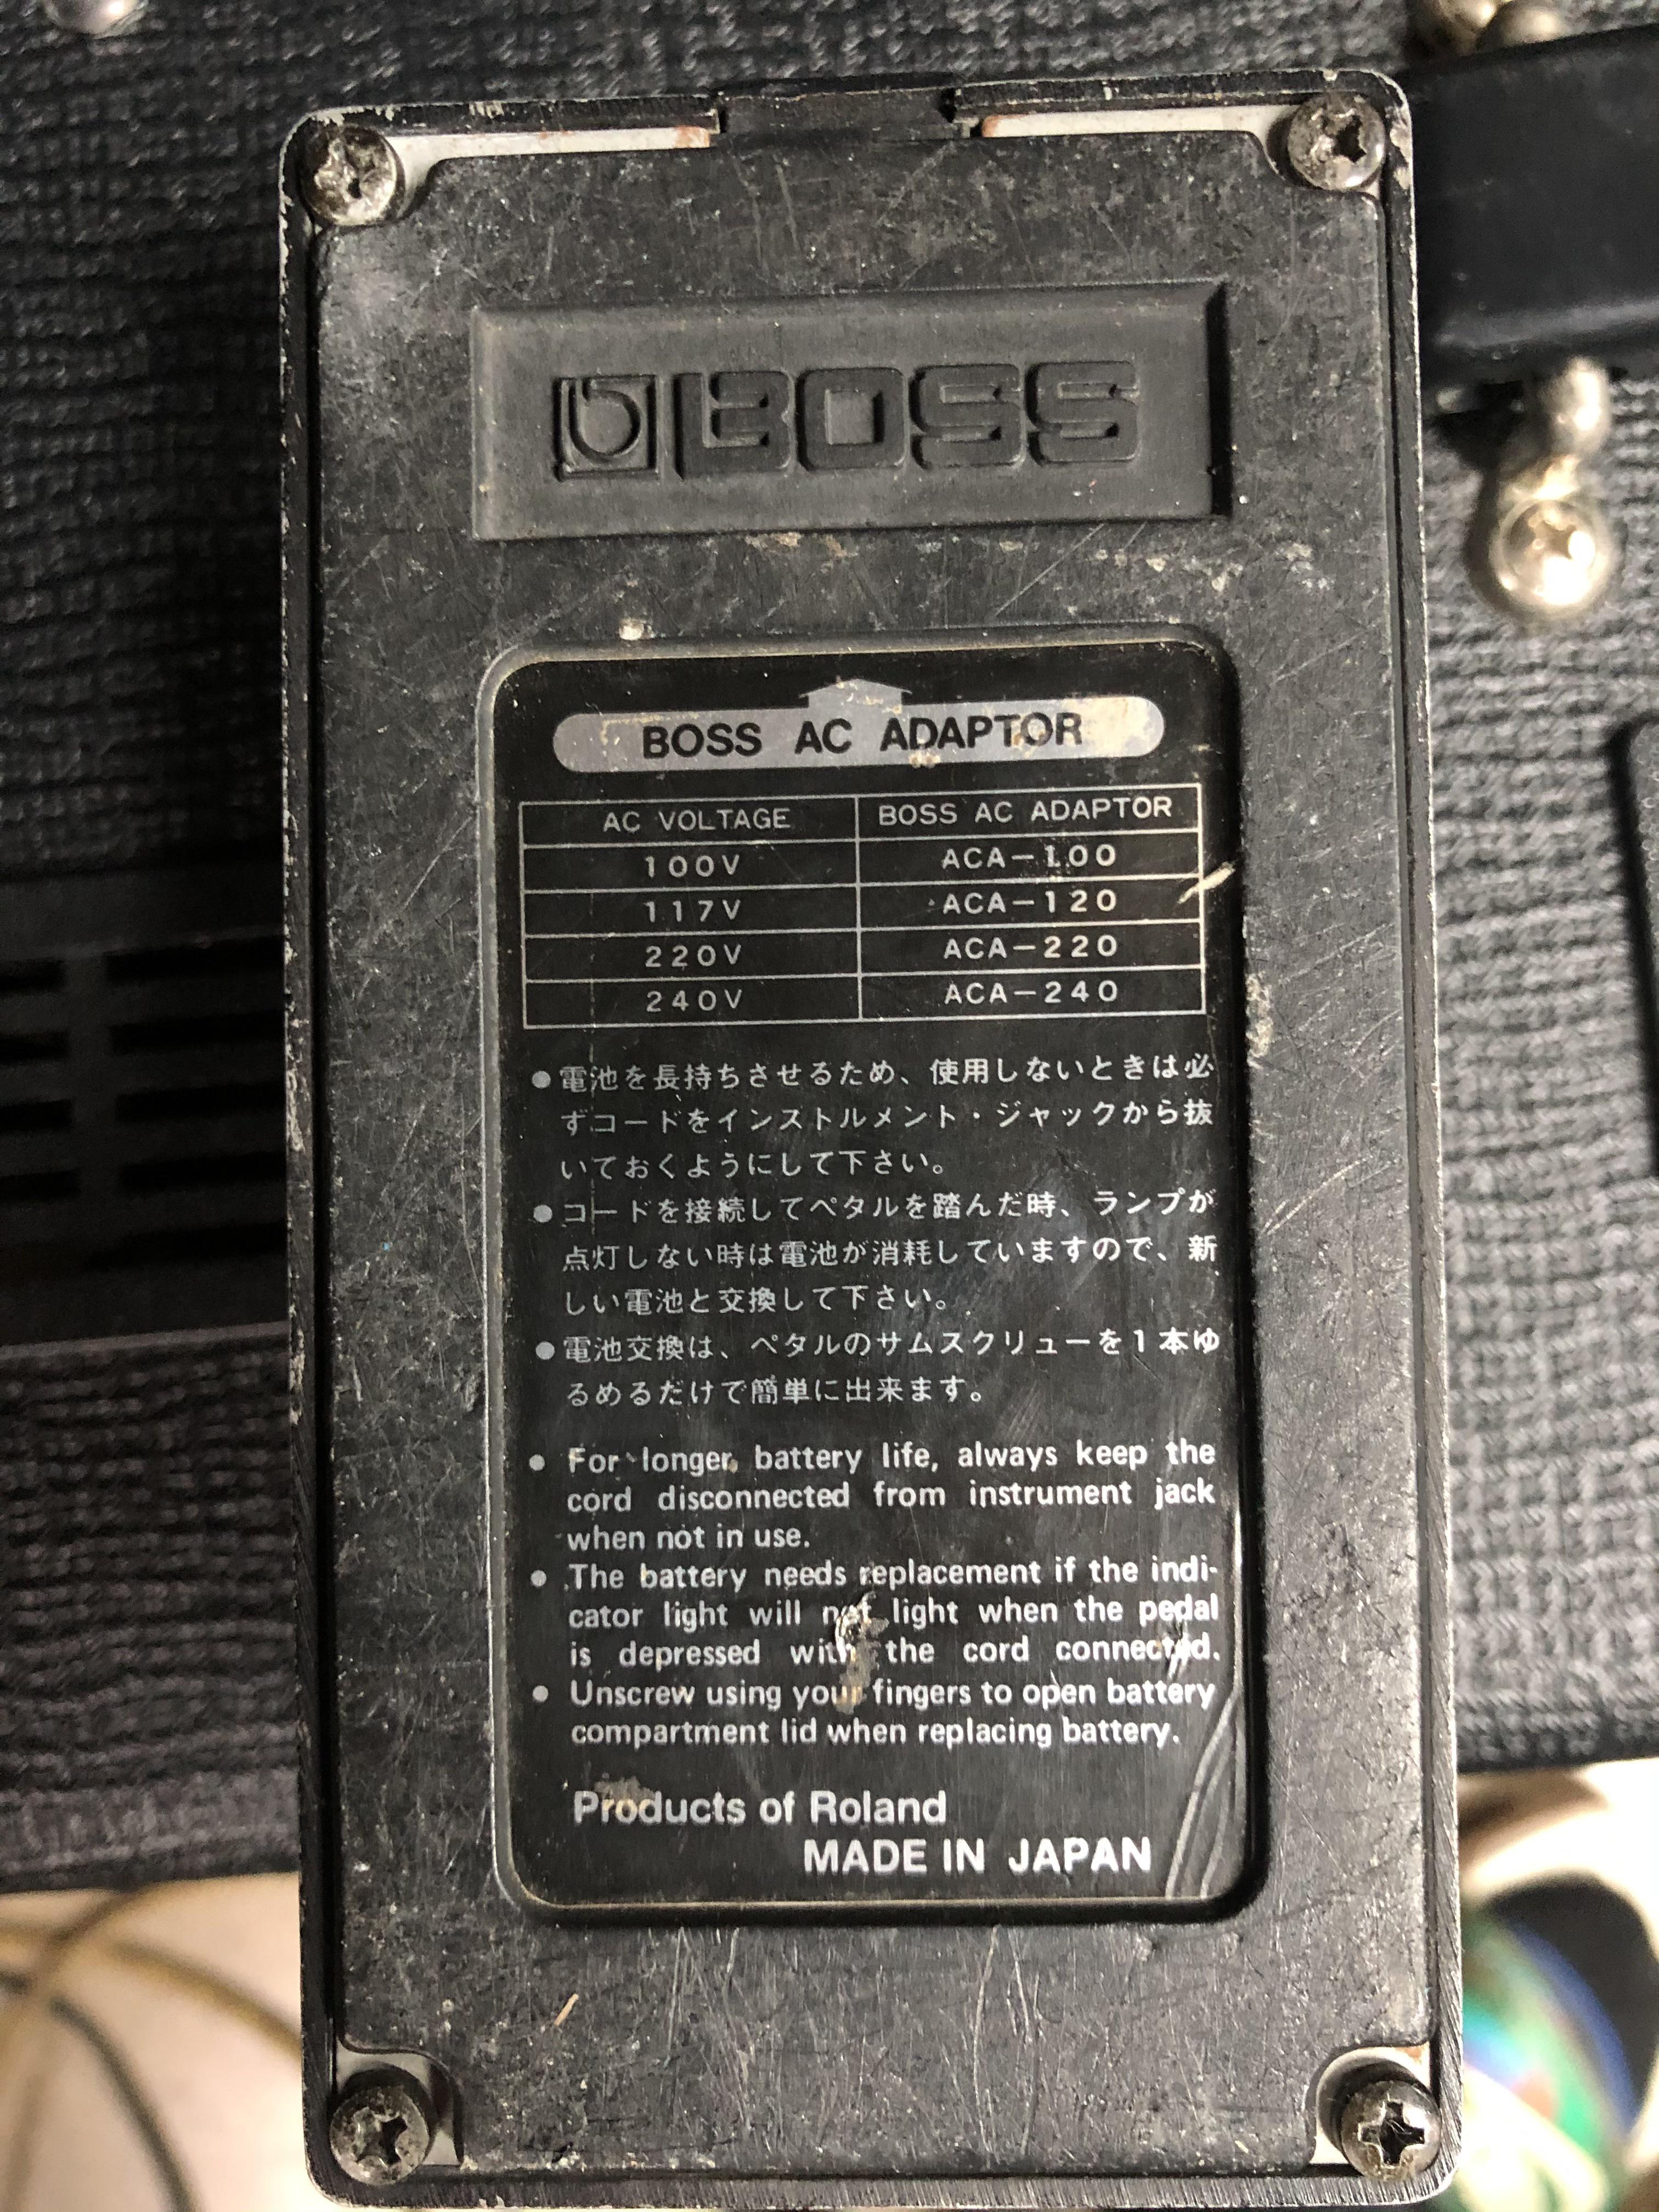 BOSS
BOSS AC ADAPTOR
AC VOLTAGE BOSS AC ADAPTOR
100V ACA-100
117V ACA-120
220V ACA-220
240V ACA-240
●電池を長持ちさせるため、使用しないときは必
ずコードをインストルメント・ジャックから抜
いておくようにして下さい。
●コードを接続してペタルを踏んだ時、ランプが
点灯しない時は電池が消耗していますので、新
しい電池と交換して下さい。
●電池交換は、ペタルのサムスクリューを1本ゆ
るめるだけで簡単に出来ます。
● For longer battery life, always keep the
cord disconnected from instrument jack
when not in use.
● The battery needs replacement if the indi-
cator light will not light when the pedal
is depressed with the cord connected.
● Unscrew using your fingers to open battery
compartment lid when replacing battery.
Products of Roland
MADE IN JAPAN